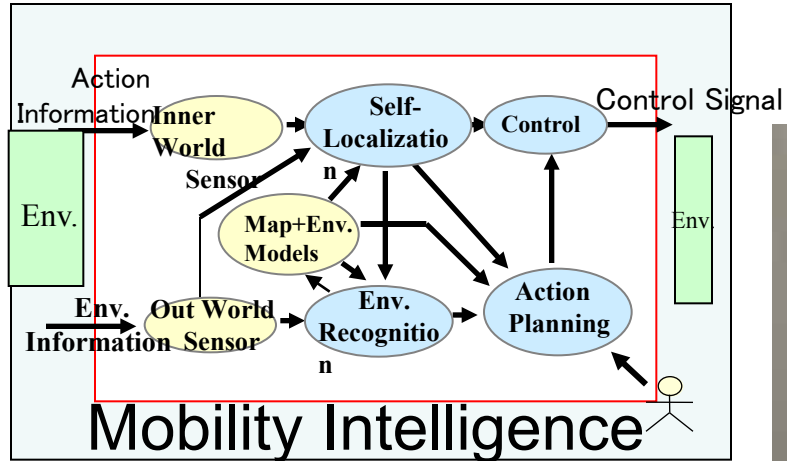 Action
Information
Inner
World
Sensor
Self-
Localizatio
n
Control
Control Signal
Env.
Map+Env.
Models
Env.
Env.
Information
Out World
Sensor
Env.
Recognitio
n
Action
Planning
Mobility Intelligence